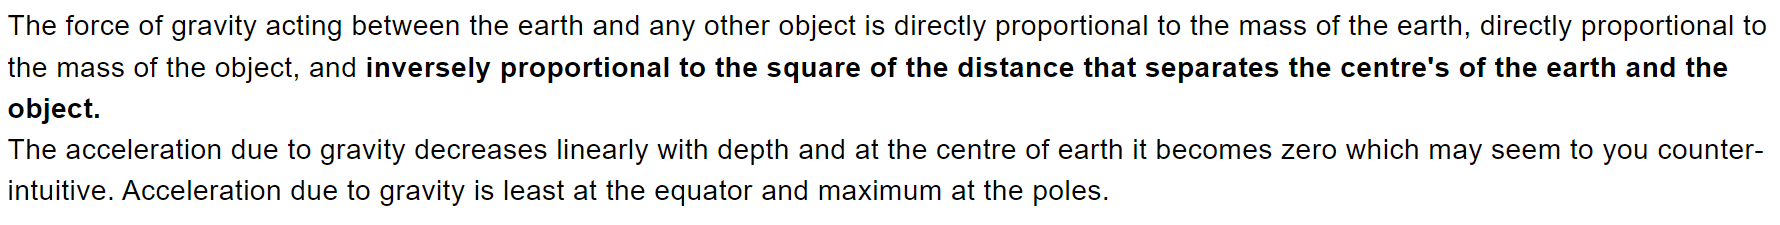 The force of gravity acting between the earth and any other object is directly proportional to the mass of the earth, directly proportional to
the mass of the object, and inversely proportional to the square of the distance that separates the centre's of the earth and the
object.
The acceleration due to gravity decreases linearly with depth and at the centre of earth it becomes zero which may seem to you counter-
intuitive. Acceleration due to gravity is least at the equator and maximum at the poles.